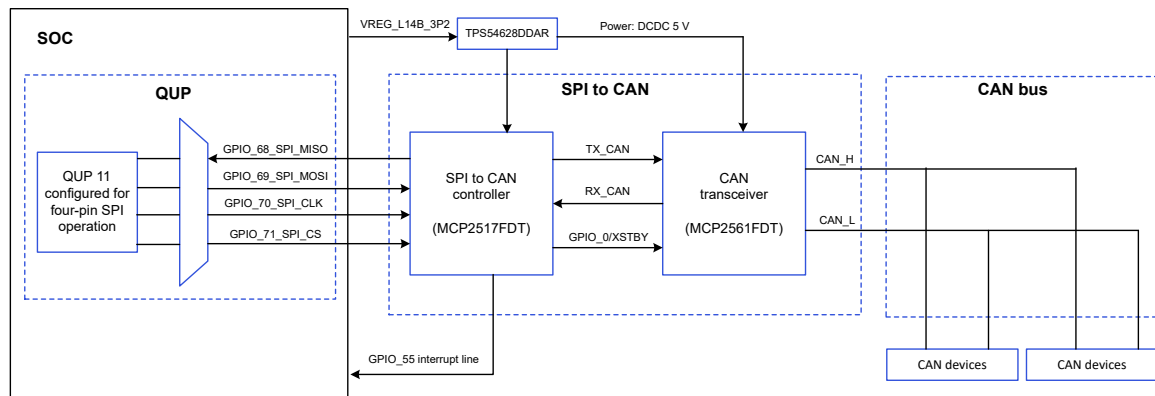 VREG_L14B_3P2
TPS54628DDAR
Power: DCDC 5 V
SOC
QUP
SPI to CAN
CAN bus
QUP 11
configured for
four-pin SPI
operation
GPIO_68_SPI_MISO
GPIO_69_SPI_MOSI
GPIO_70_SPI_CLK
GPIO_71_SPI_CS
SPI to CAN
controller
(MCP2517FDT)
TX_CAN
RX_CAN
GPIO_0/XSTBY
CAN
transceiver
(MCP2561FDT)
CAN_H
CAN_L
GPIO_55 interrupt line
CAN devices
CAN devices